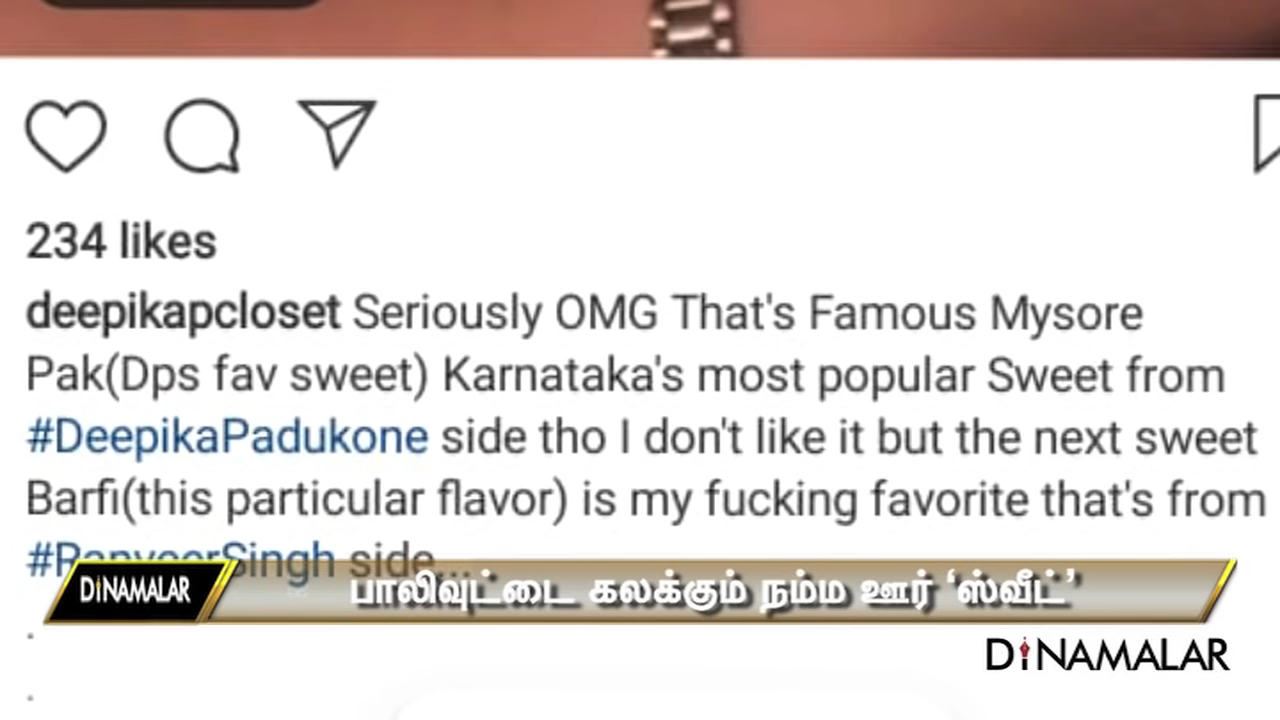 234 likes
deepikapcloset Seriously OMG That's Famous Mysore
Pak(Dps fav sweet) Karnataka's most popular Sweet from
#DeepikaPadukone side tho I don't like it but the next sweet
Barfi(this particular flavor) is my fucking favorite that's from
#RanveerSingh side...
DINAMALAR பாலிவுட்டை கலக்கும் நம்ம ஊர் ‘ஸ்வீட்’
.
DINAMALAR
.